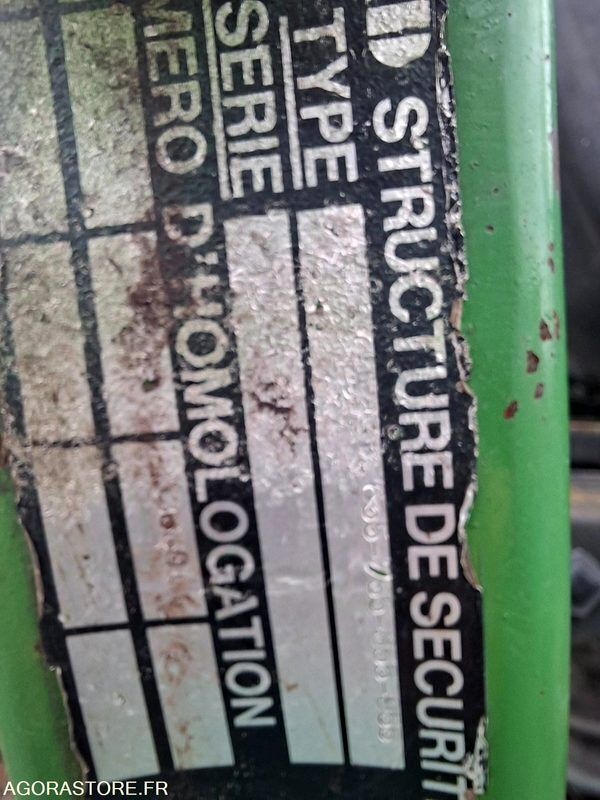 STRUCTURE DE SECURIT
TYPE
SERIE
MERO D'HOMOLOGATION
AGORASTORE.FR